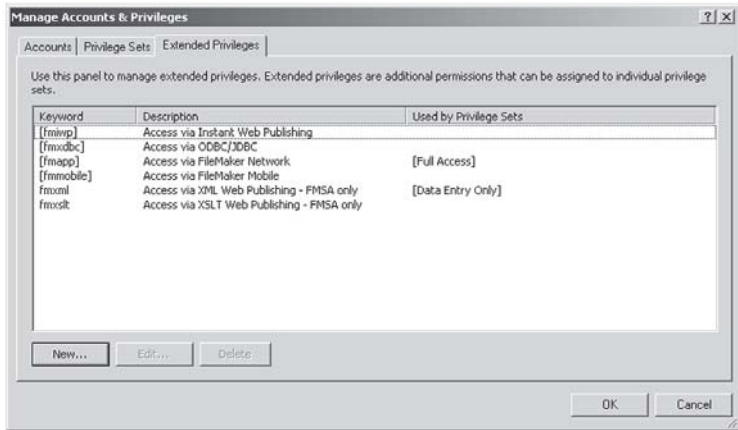 Manage Accounts & Privileges
Accounts Privilege Sets Extended Privileges
Use this panel to manage extended privileges. Extended privileges are additional permissions that can be assigned to individual privilege
sets.
Keyword Description Used by Privilege Sets
[fmiwp] Access via Instant Web Publishing
[fmxdbc] Access via ODBC/JDBC
[fmapp] Access via FileMaker Network [Full Access]
[fmmobile] Access via FileMaker Mobile
fmxml Access via XML Web Publishing - FMSA only [Data Entry Only]
fmxslt Access via XSLT Web Publishing - FMSA only
New... Edit... Delete
OK Cancel